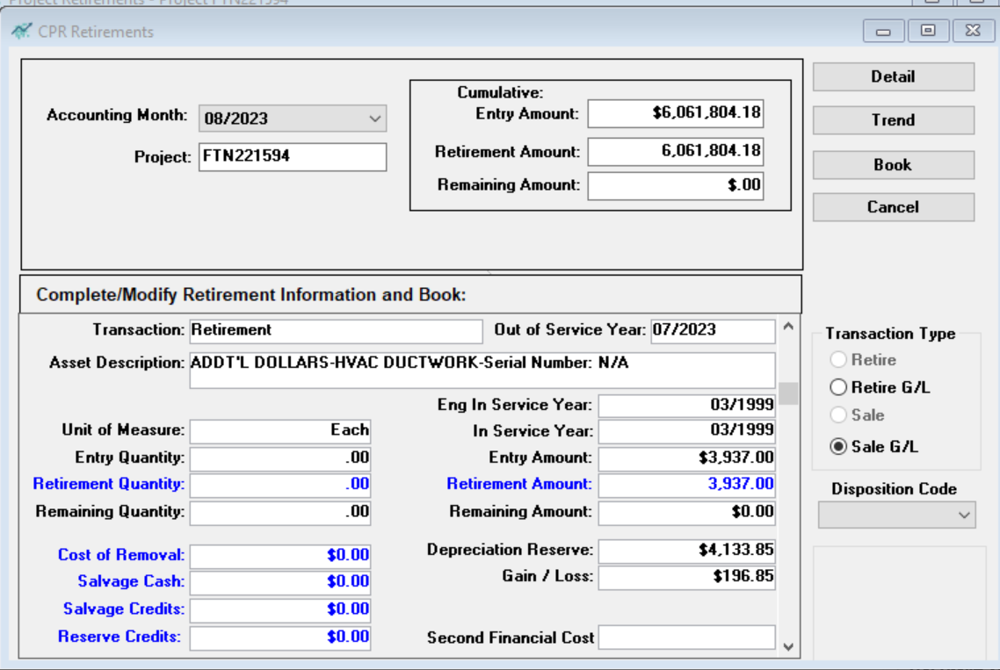 Project Retirements - Project FTN221594
CPR Retirements
Accounting Month: 08/2023
Project: FTN221594
Cumulative:
Entry Amount: $6,061,804.18
Retirement Amount: 6,061,804.18
Remaining Amount: $.00
Detail
Trend
Book
Cancel
Complete/Modify Retirement Information and Book:
Transaction: Retirement Out of Service Year: 07/2023
Asset Description: ADDT'L DOLLARS-HVAC DUCTWORK-Serial Number: N/A
Eng In Service Year: 03/1999
Unit of Measure: Each In Service Year: 03/1999
Entry Quantity: .00 Entry Amount: $3,937.00
Retirement Quantity: .00 Retirement Amount: 3,937.00
Remaining Quantity: .00 Remaining Amount: $0.00
Cost of Removal: $0.00 Depreciation Reserve: $4,133.85
Salvage Cash: $0.00 Gain / Loss: $196.85
Salvage Credits: $0.00
Reserve Credits: $0.00 Second Financial Cost
Transaction Type
Retire
Retire G/L
Sale
Sale G/L
Disposition Code